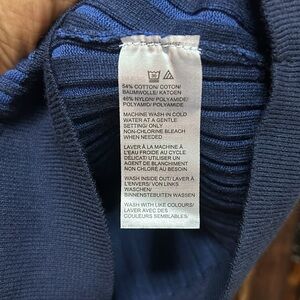 54% COTTON/ COTON/
BAUMWOLLE/ KATOEN
46% NYLON/ POLYAMIDE/
POLYAMID/ POLYAMIDE
MACHINE WASH IN COLD
WATER AT A GENTLE
SETTING/ ONLY
NON-CHLORINE BLEACH
WHEN NEEDED
LAVER À LA MACHINE À
L'EAU FROIDE AU CYCLE
DÉLICAT/ UTILISER UN
AGENT DE BLANCHIMENT
NON CHLORÉ AU BESOIN
WASH INSIDE OUT/ LAVER À
L'ENVERS/ VON LINKS
WASCHEN/
BINNENSTEBUITEN WASSEN
WASH WITH LIKE COLOURS/
LAVER AVEC DES
COULEURS SEMBLABLES/